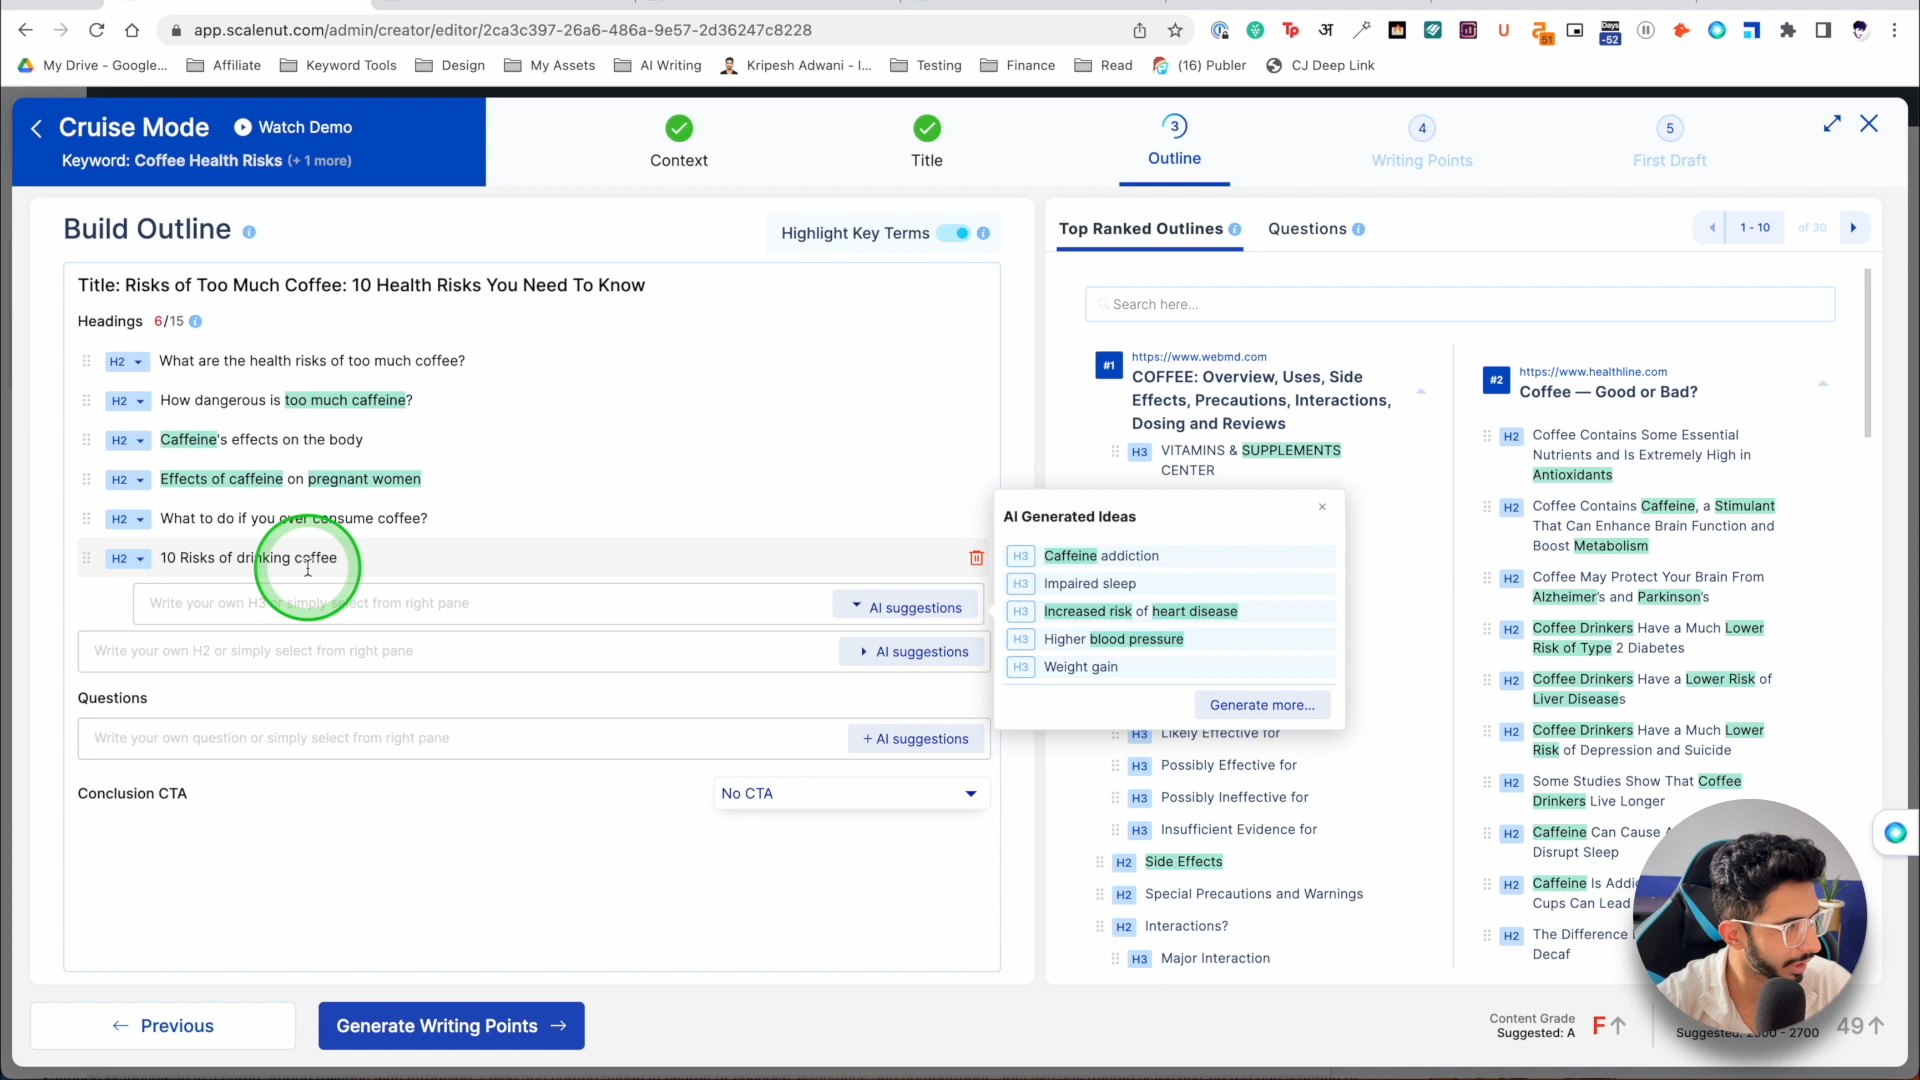 app.scalenut.com/admin/creator/editor/2ca3c397-26a6-486a-9e57-2d36247c8228
Tp
अ
U
51
Days
-52
My Drive - Google...
Affiliate
Keyword Tools
Design
My Assets
AI Writing
Kripesh Adwani - I...
Testing
Finance
Read
(16) Publer
CJ Deep Link
Cruise Mode
Watch Demo
Keyword: Coffee Health Risks (+ 1 more)
Context
Title
3
Outline
4
Writing Points
5
First Draft
Build Outline
Highlight Key Terms
Title: Risks of Too Much Coffee: 10 Health Risks You Need To Know
Headings 6/15
H2 What are the health risks of too much coffee?
H2 How dangerous is too much caffeine?
H2 Caffeine's effects on the body
H2 Effects of caffeine on pregnant women
H2 What to do if you over consume coffee?
H2 10 Risks of drinking coffee
Write your own H3 or simply select from right pane
AI suggestions
Write your own H2 or simply select from right pane
AI suggestions
Questions
Write your own question or simply select from right pane
+ AI suggestions
Conclusion CTA
No CTA
← Previous
Generate Writing Points →
Top Ranked Outlines
Questions
1 - 10
of 30
Search here...
#1
https://www.webmd.com
COFFEE: Overview, Uses, Side
Effects, Precautions, Interactions,
Dosing and Reviews
H3 VITAMINS & SUPPLEMENTS
CENTER
AI Generated Ideas
×
H3 Caffeine addiction
H3 Impaired sleep
H3 Increased risk of heart disease
H3 Higher blood pressure
H3 Weight gain
Generate more...
H3 Likely Effective for
H3 Possibly Effective for
H3 Possibly Ineffective for
H3 Insufficient Evidence for
H2 Side Effects
H2 Special Precautions and Warnings
H2 Interactions?
H3 Major Interaction
#2
https://www.healthline.com
Coffee — Good or Bad?
H2 Coffee Contains Some Essential
Nutrients and Is Extremely High in
Antioxidants
H2 Coffee Contains Caffeine, a Stimulant
That Can Enhance Brain Function and
Boost Metabolism
H2 Coffee May Protect Your Brain From
Alzheimer's and Parkinson's
H2 Coffee Drinkers Have a Much Lower
Risk of Type 2 Diabetes
H2 Coffee Drinkers Have a Lower Risk of
Liver Diseases
H2 Coffee Drinkers Have a Much Lower
Risk of Depression and Suicide
H2 Some Studies Show That Coffee
Drinkers Live Longer
H2 Caffeine Can Cause
Disrupt Sleep
H2 Caffeine Is
Cups Can Lead
H2 The Difference
Decaf
Content Grade
Suggested: A
F↑
Suggested: - 2700
49↑